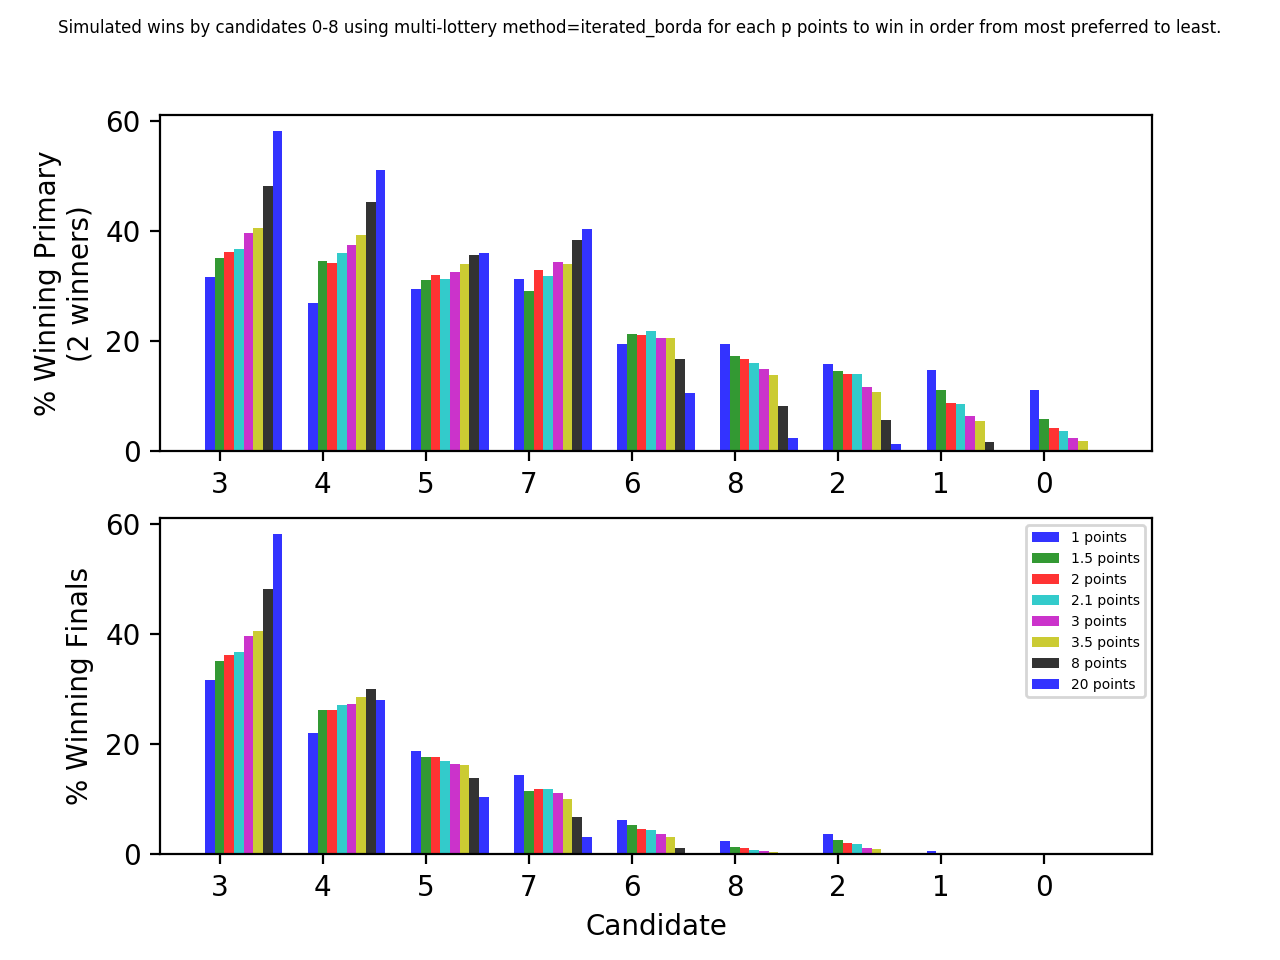 Simulated wins by candidates 0-8 using multi-lottery method=iterated_borda for each p points to win in order from most preferred to least.
% Winning Primary
(2 winners)
60
40
20
0
3 4 5 7 6 8 2 1 0
% Winning Finals
60
40
20
0
1 points
1.5 points
2 points
2.1 points
3 points
3.5 points
8 points
20 points
3 4 5 7 6 8 2 1 0
Candidate